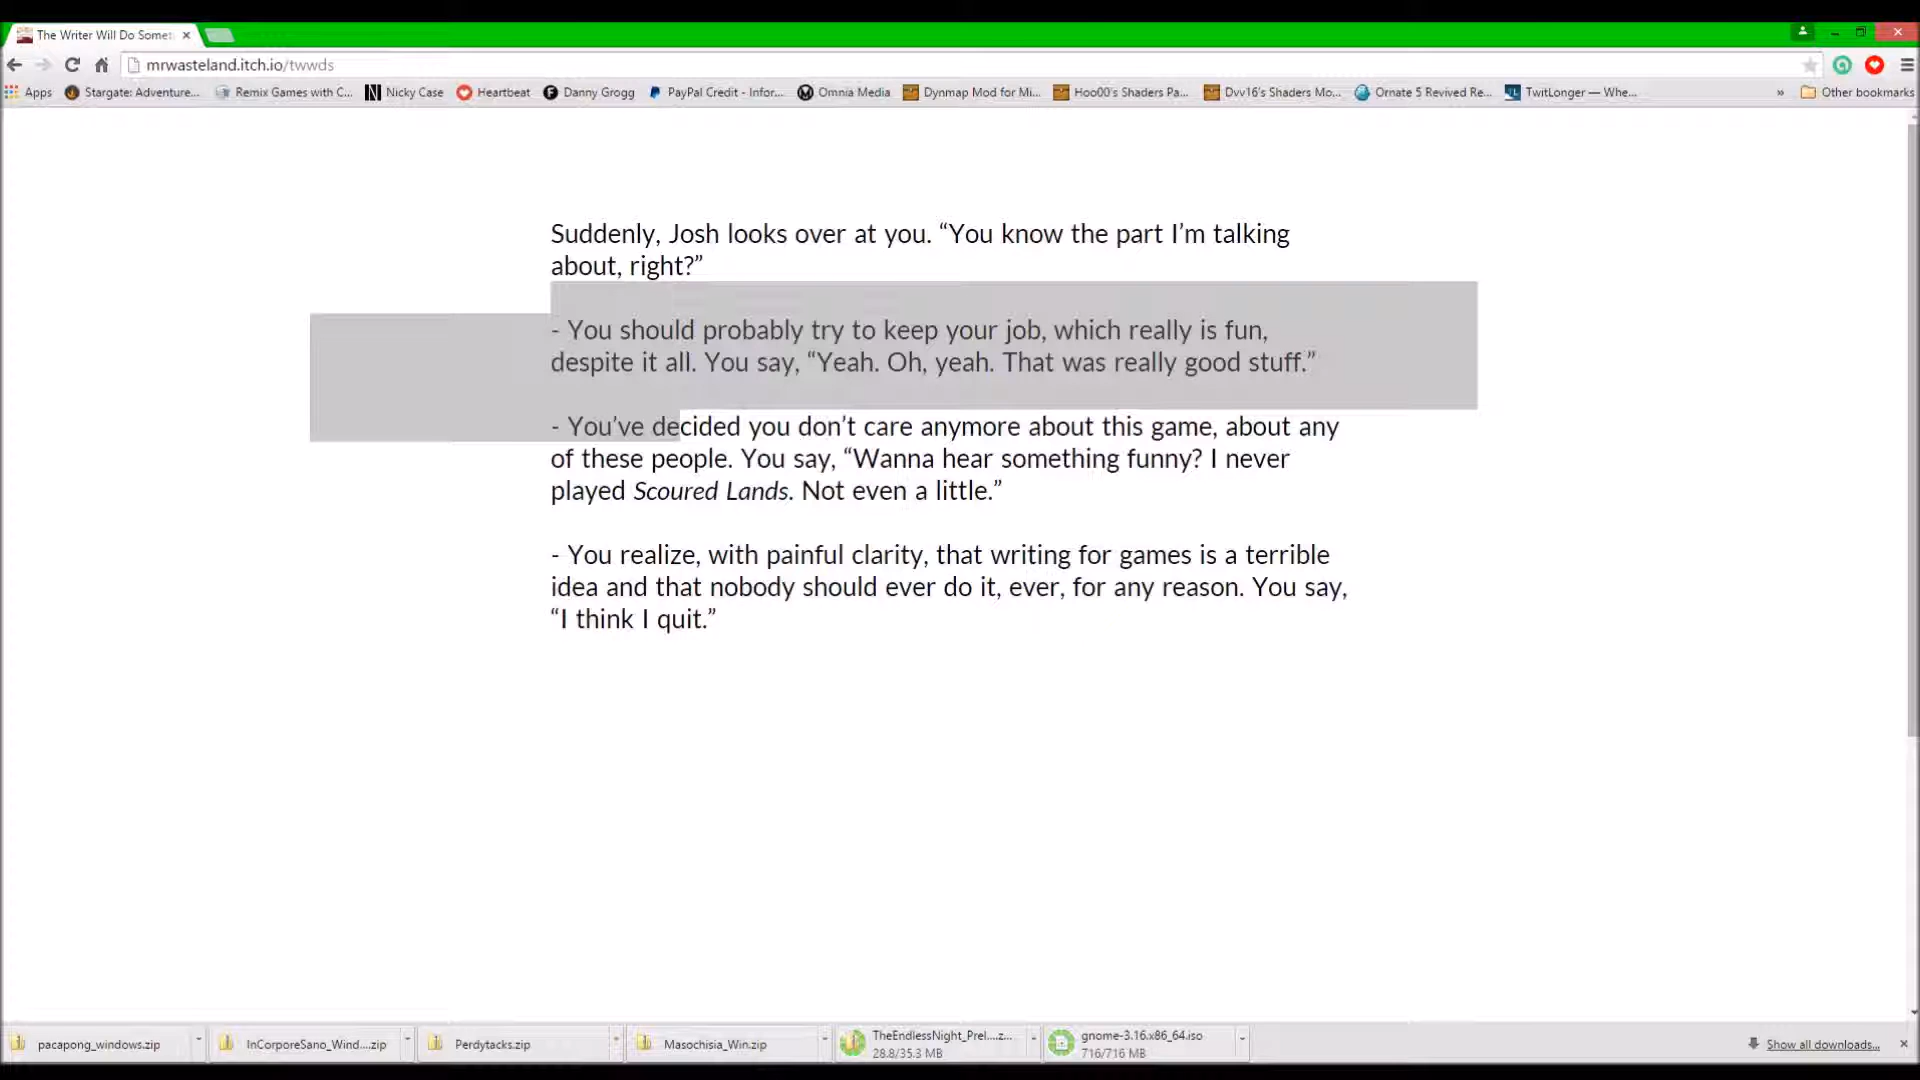 The Writer Will Do Somet
mrwasteland.itch.io/twwds
Apps Stargate: Adventure... Remix Games with C... Nicky Case Heartbeat Danny Grogg PayPal Credit - Infor... Omnia Media Dynmap Mod for Mi... Hoo00's Shaders Pa... Dvv16's Shaders Mo... Ornate 5 Revived Re... TwitLonger — Whe... » Other bookmarks
Suddenly, Josh looks over at you. “You know the part I’m talking
about, right?”
- You should probably try to keep your job, which really is fun,
despite it all. You say, “Yeah. Oh, yeah. That was really good stuff.”
- You’ve decided you don’t care anymore about this game, about any
of these people. You say, “Wanna hear something funny? I never
played Scoured Lands. Not even a little.”
- You realize, with painful clarity, that writing for games is a terrible
idea and that nobody should ever do it, ever, for any reason. You say,
“I think I quit.”
pacapong_windows.zip InCorporeSano_Wind....zip Perdytacks.zip Masochisia_Win.zip TheEndlessNight_Prel....z... gnome-3.16.x86_64.iso Show all downloads...
28.8/35.3 MB 716/716 MB